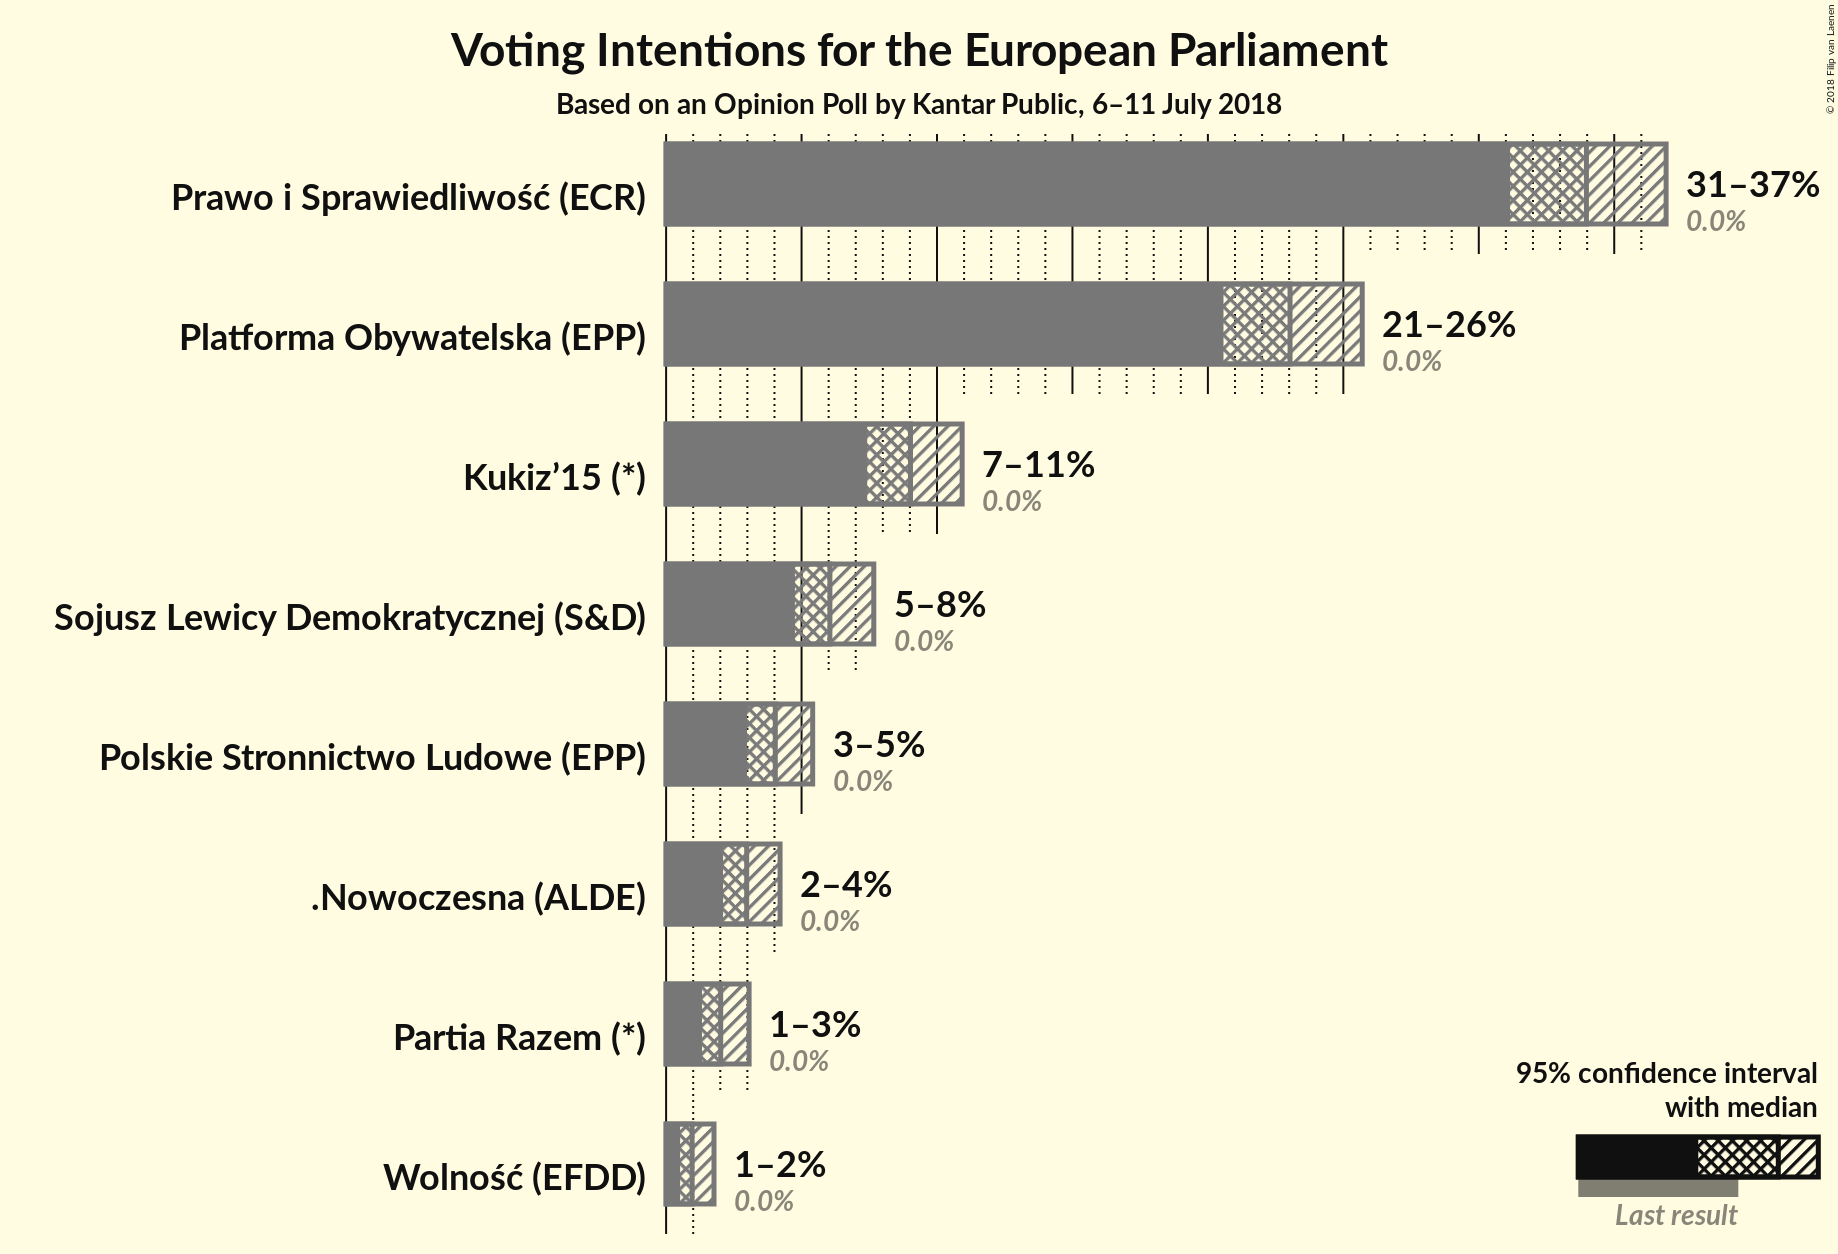 Voting Intentions for the European Parliament
Based on an Opinion Poll by Kantar Public, 6–11 July 2018
© 2018 Filip van Laenen
Prawo i Sprawiedliwość (ECR)
31–37%
0.0%
Platforma Obywatelska (EPP)
21–26%
0.0%
Kukiz’15 (*)
7–11%
0.0%
Sojusz Lewicy Demokratycznej (S&D)
5–8%
0.0%
Polskie Stronnictwo Ludowe (EPP)
3–5%
0.0%
.Nowoczesna (ALDE)
2–4%
0.0%
Partia Razem (*)
1–3%
0.0%
Wolność (EFDD)
1–2%
0.0%
95% confidence interval
with median
Last result